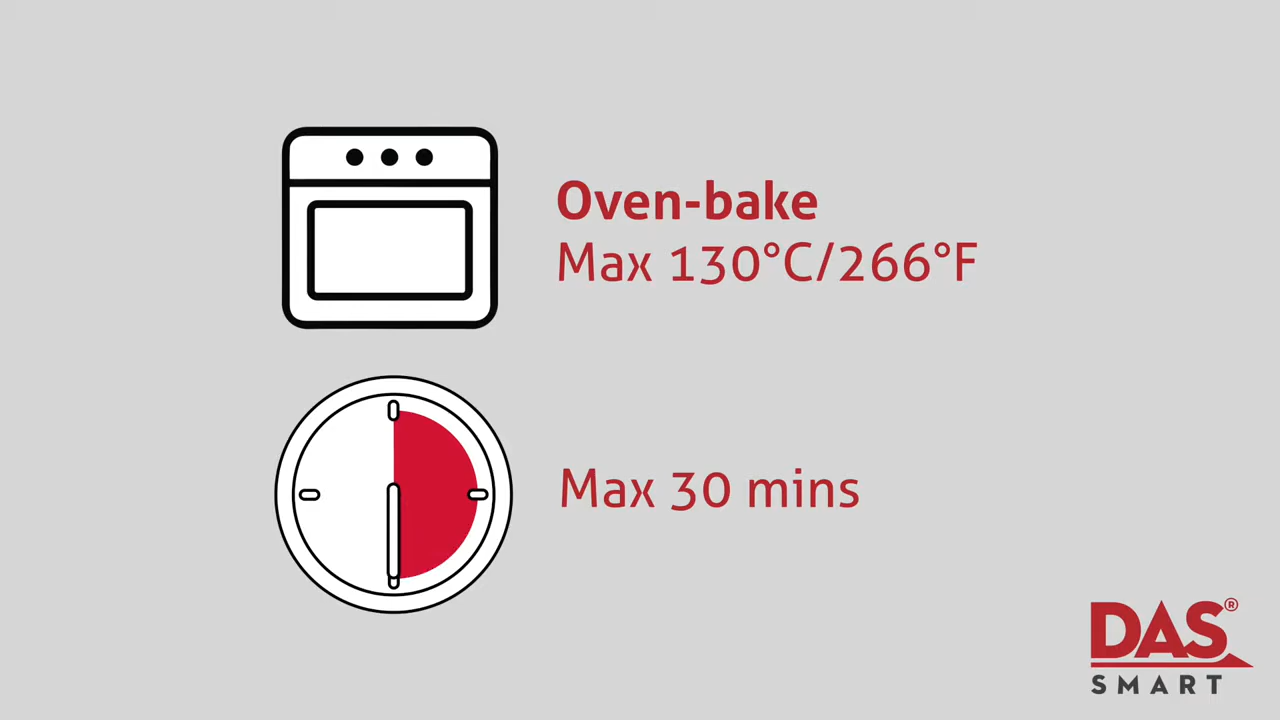 Oven-bake
Max 130°C/266°F
Max 30 mins
DAS®
SMART